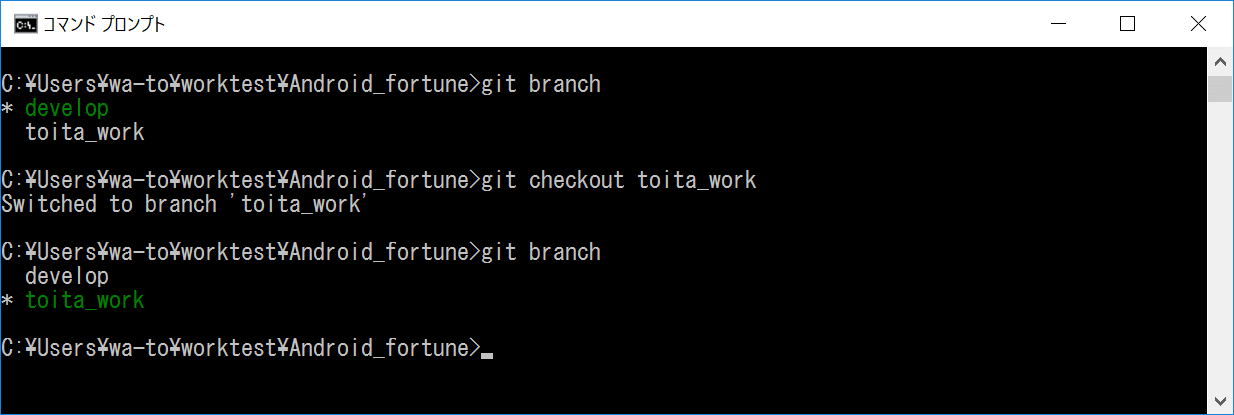 コマンド プロンプト
C:¥Users¥wa-to¥worktest¥Android_fortune>git branch
* develop
  toita_work
C:¥Users¥wa-to¥worktest¥Android_fortune>git checkout toita_work
Switched to branch 'toita_work'
C:¥Users¥wa-to¥worktest¥Android_fortune>git branch
  develop
* toita_work
C:¥Users¥wa-to¥worktest¥Android_fortune>